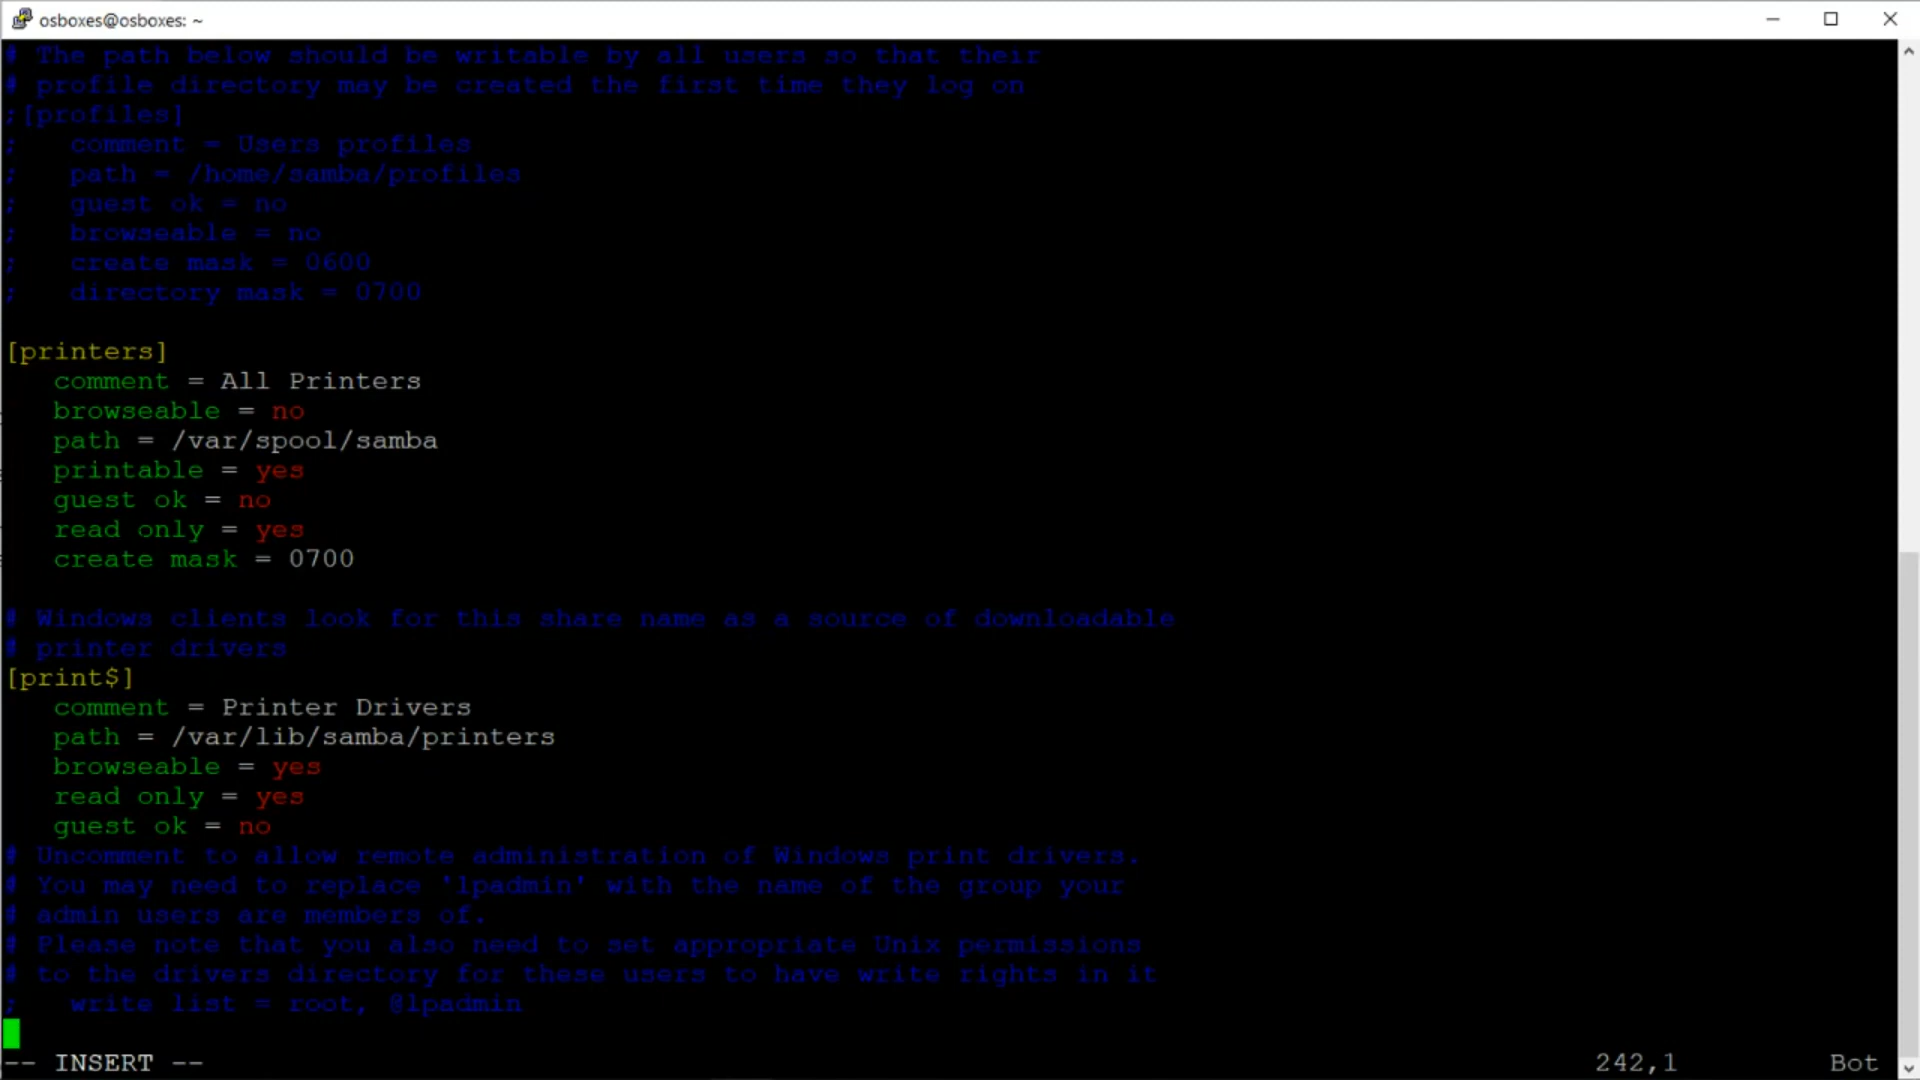 osboxes@osboxes: ~
# The path below should be writable by all users so that their
# profile directory may be created the first time they log on
;[profiles]
;   comment = Users profiles
;   path = /home/samba/profiles
;   guest ok = no
;   browseable = no
;   create mask = 0600
;   directory mask = 0700
[printers]
   comment = All Printers
   browseable = no
   path = /var/spool/samba
   printable = yes
   guest ok = no
   read only = yes
   create mask = 0700
# Windows clients look for this share name as a source of downloadable
# printer drivers
[print$]
   comment = Printer Drivers
   path = /var/lib/samba/printers
   browseable = yes
   read only = yes
   guest ok = no
# Uncomment to allow remote administration of Windows print drivers.
# You may need to replace 'lpadmin' with the name of the group your
# admin users are members of.
# Please note that you also need to set appropriate Unix permissions
# to the drivers directory for these users to have write rights in it
;   write list = root, @lpadmin
-- INSERT -- 242,1 Bot